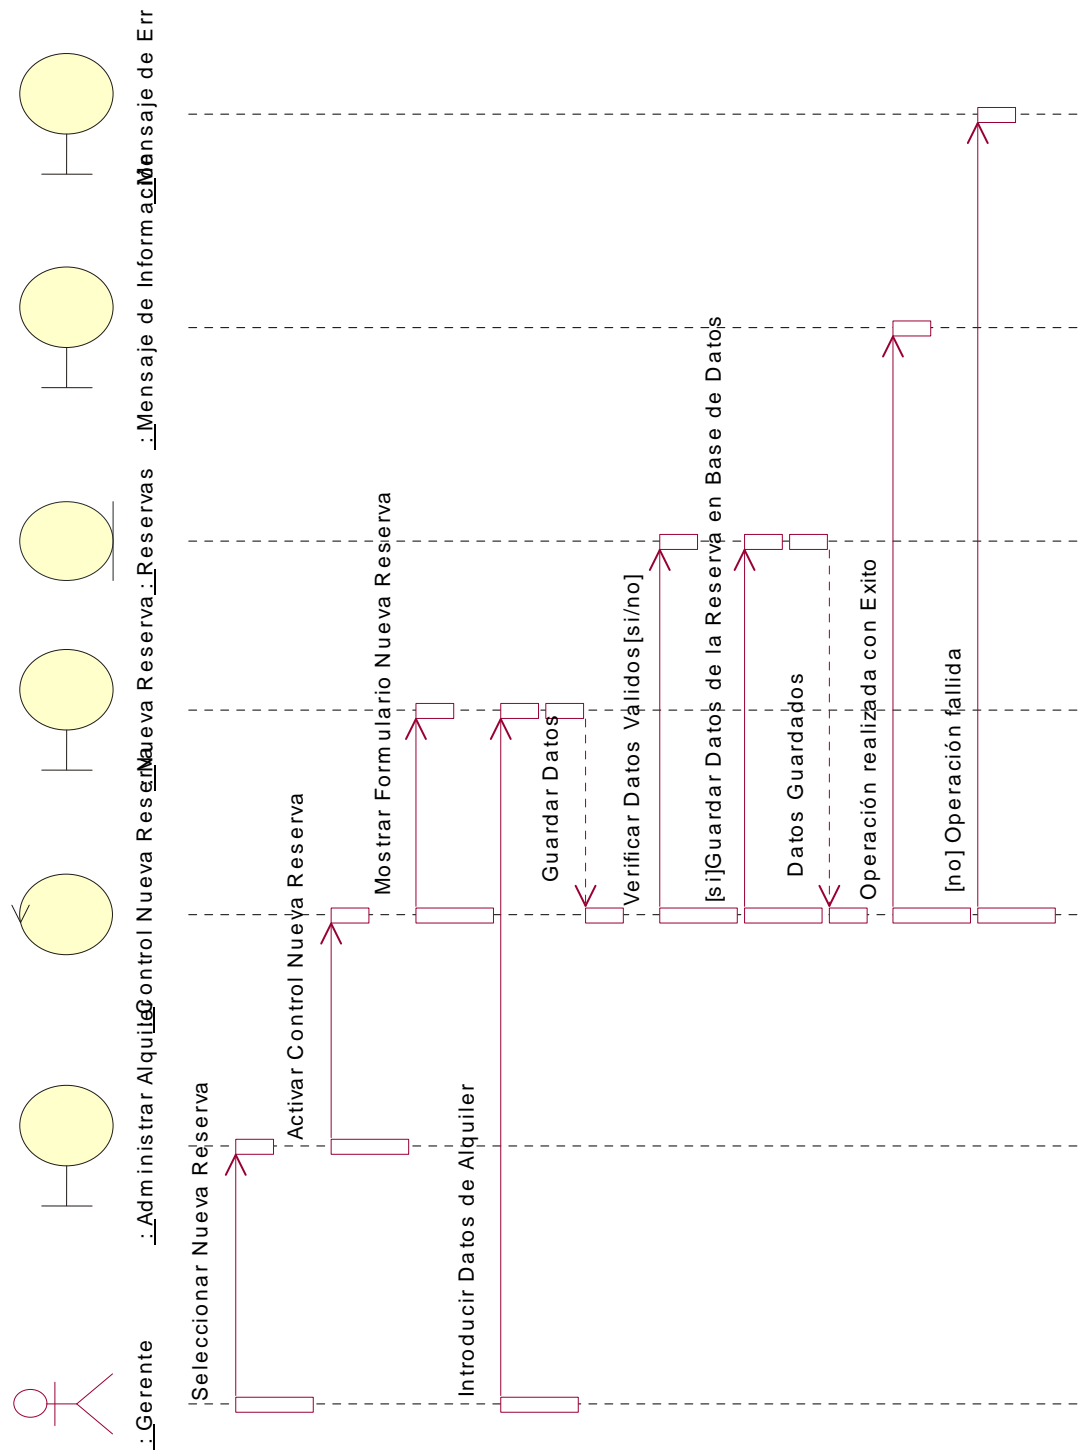 : Gerente
: Administrar Alquiler
: Control Nueva Reserva
: Nueva Reserva
: Reservas
: Mensaje de Informacio
: Mensaje de Err
Seleccionar Nueva Reserva
Activar Control Nueva Reserva
Mostrar Formulario Nueva Reserva
Introducir Datos de Alquiler
Guardar Datos
Verificar Datos Validos[si/no]
[si]Guardar Datos de la Reserva en Base de Datos
Datos Guardados
Operación realizada con Exito
[no] Operación fallida